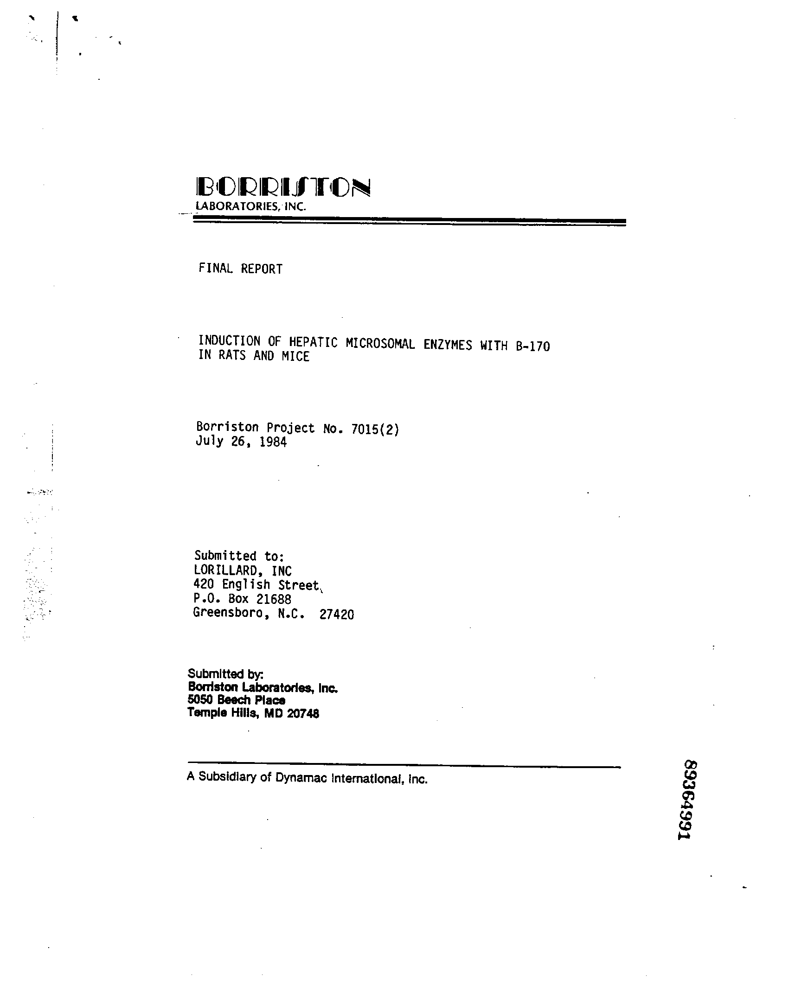 BORRISTON
LABORATORIES, INC.
FINAL REPORT
INDUCTION OF HEPATIC MICROSOMAL ENZYMES WITH B-170
IN RATS AND MICE
Borriston Project No. 7015(2)
July 26, 1984
Submitted to:
LORILLARD, INC
420 English Street,
P.O. Box 21688
Greensboro, N.C. 27420
Submitted by:
Borriston Laboratories, Inc.
5050 Beech Place
Temple Hills, MD 20748
A Subsidiary of Dynamac International, Inc.
89364991